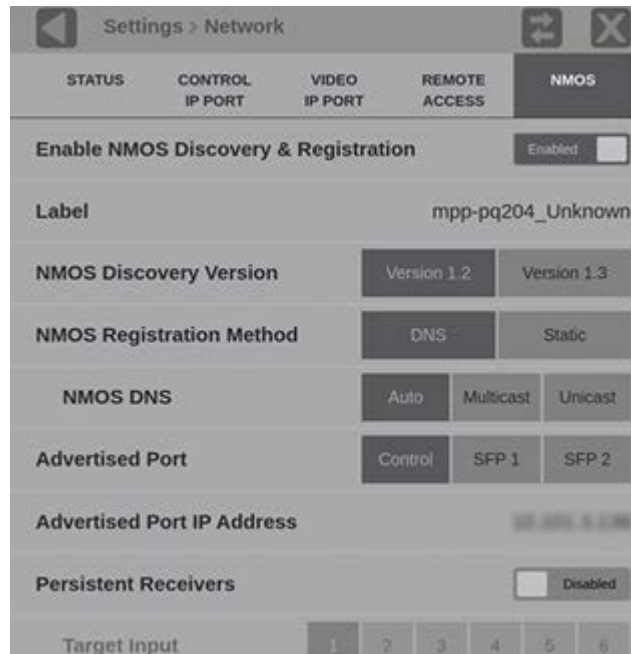 Settings > Network
STATUS CONTROL IP PORT VIDEO IP PORT REMOTE ACCESS NMOS
Enable NMOS Discovery & Registration Enabled
Label mpp-pq204_Unknown
NMOS Discovery Version Version 1.2 Version 1.3
NMOS Registration Method DNS Static
NMOS DNS Auto Multicast Unicast
Advertised Port Control SFP 1 SFP 2
Advertised Port IP Address
Persistent Receivers Disabled
Target Input 1 2 3 4 5 6